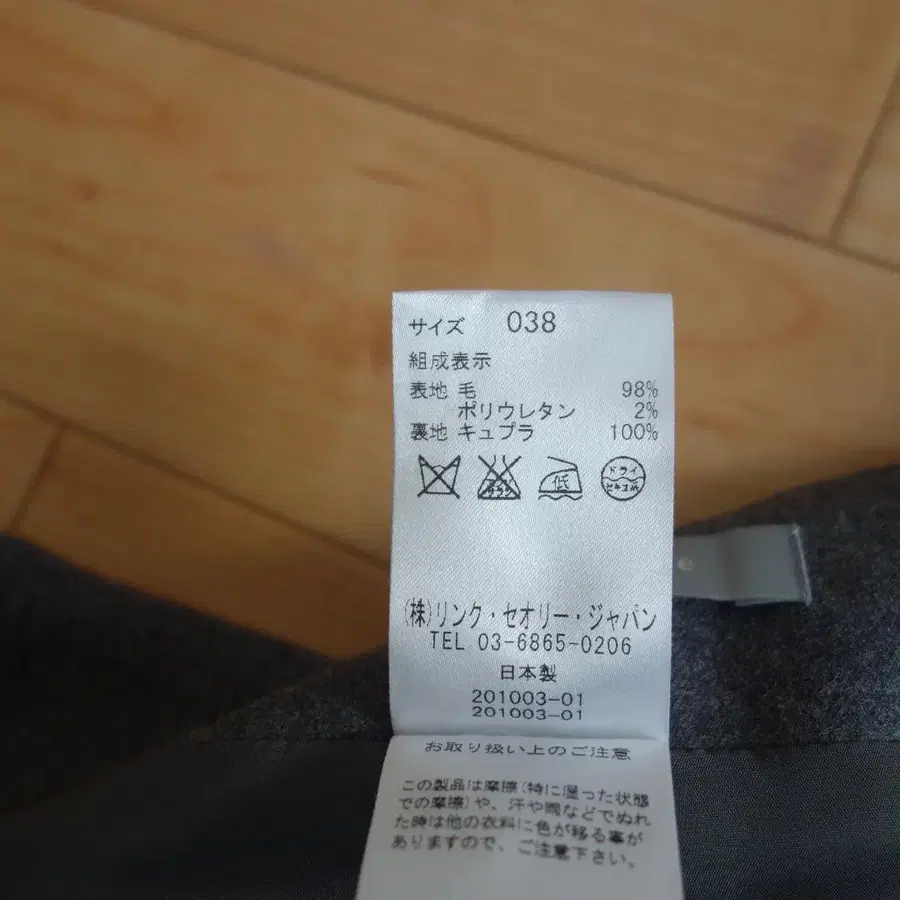 サイズ 038
組成表示
表地 毛 98%
ポリウレタン 2%
裏地 キュプラ 100%
低
ドライ
セキユ系
(株)リンク・セオリー・ジャパン
TEL 03-6865-0206
日本製
201003-01
201003-01
お取り扱い上のご注意
この製品は摩擦(特に湿った状態
での摩擦)や、汗や雨などでぬれ
た時は他の衣料に色が移る事が
ありますので、ご注意下さい。